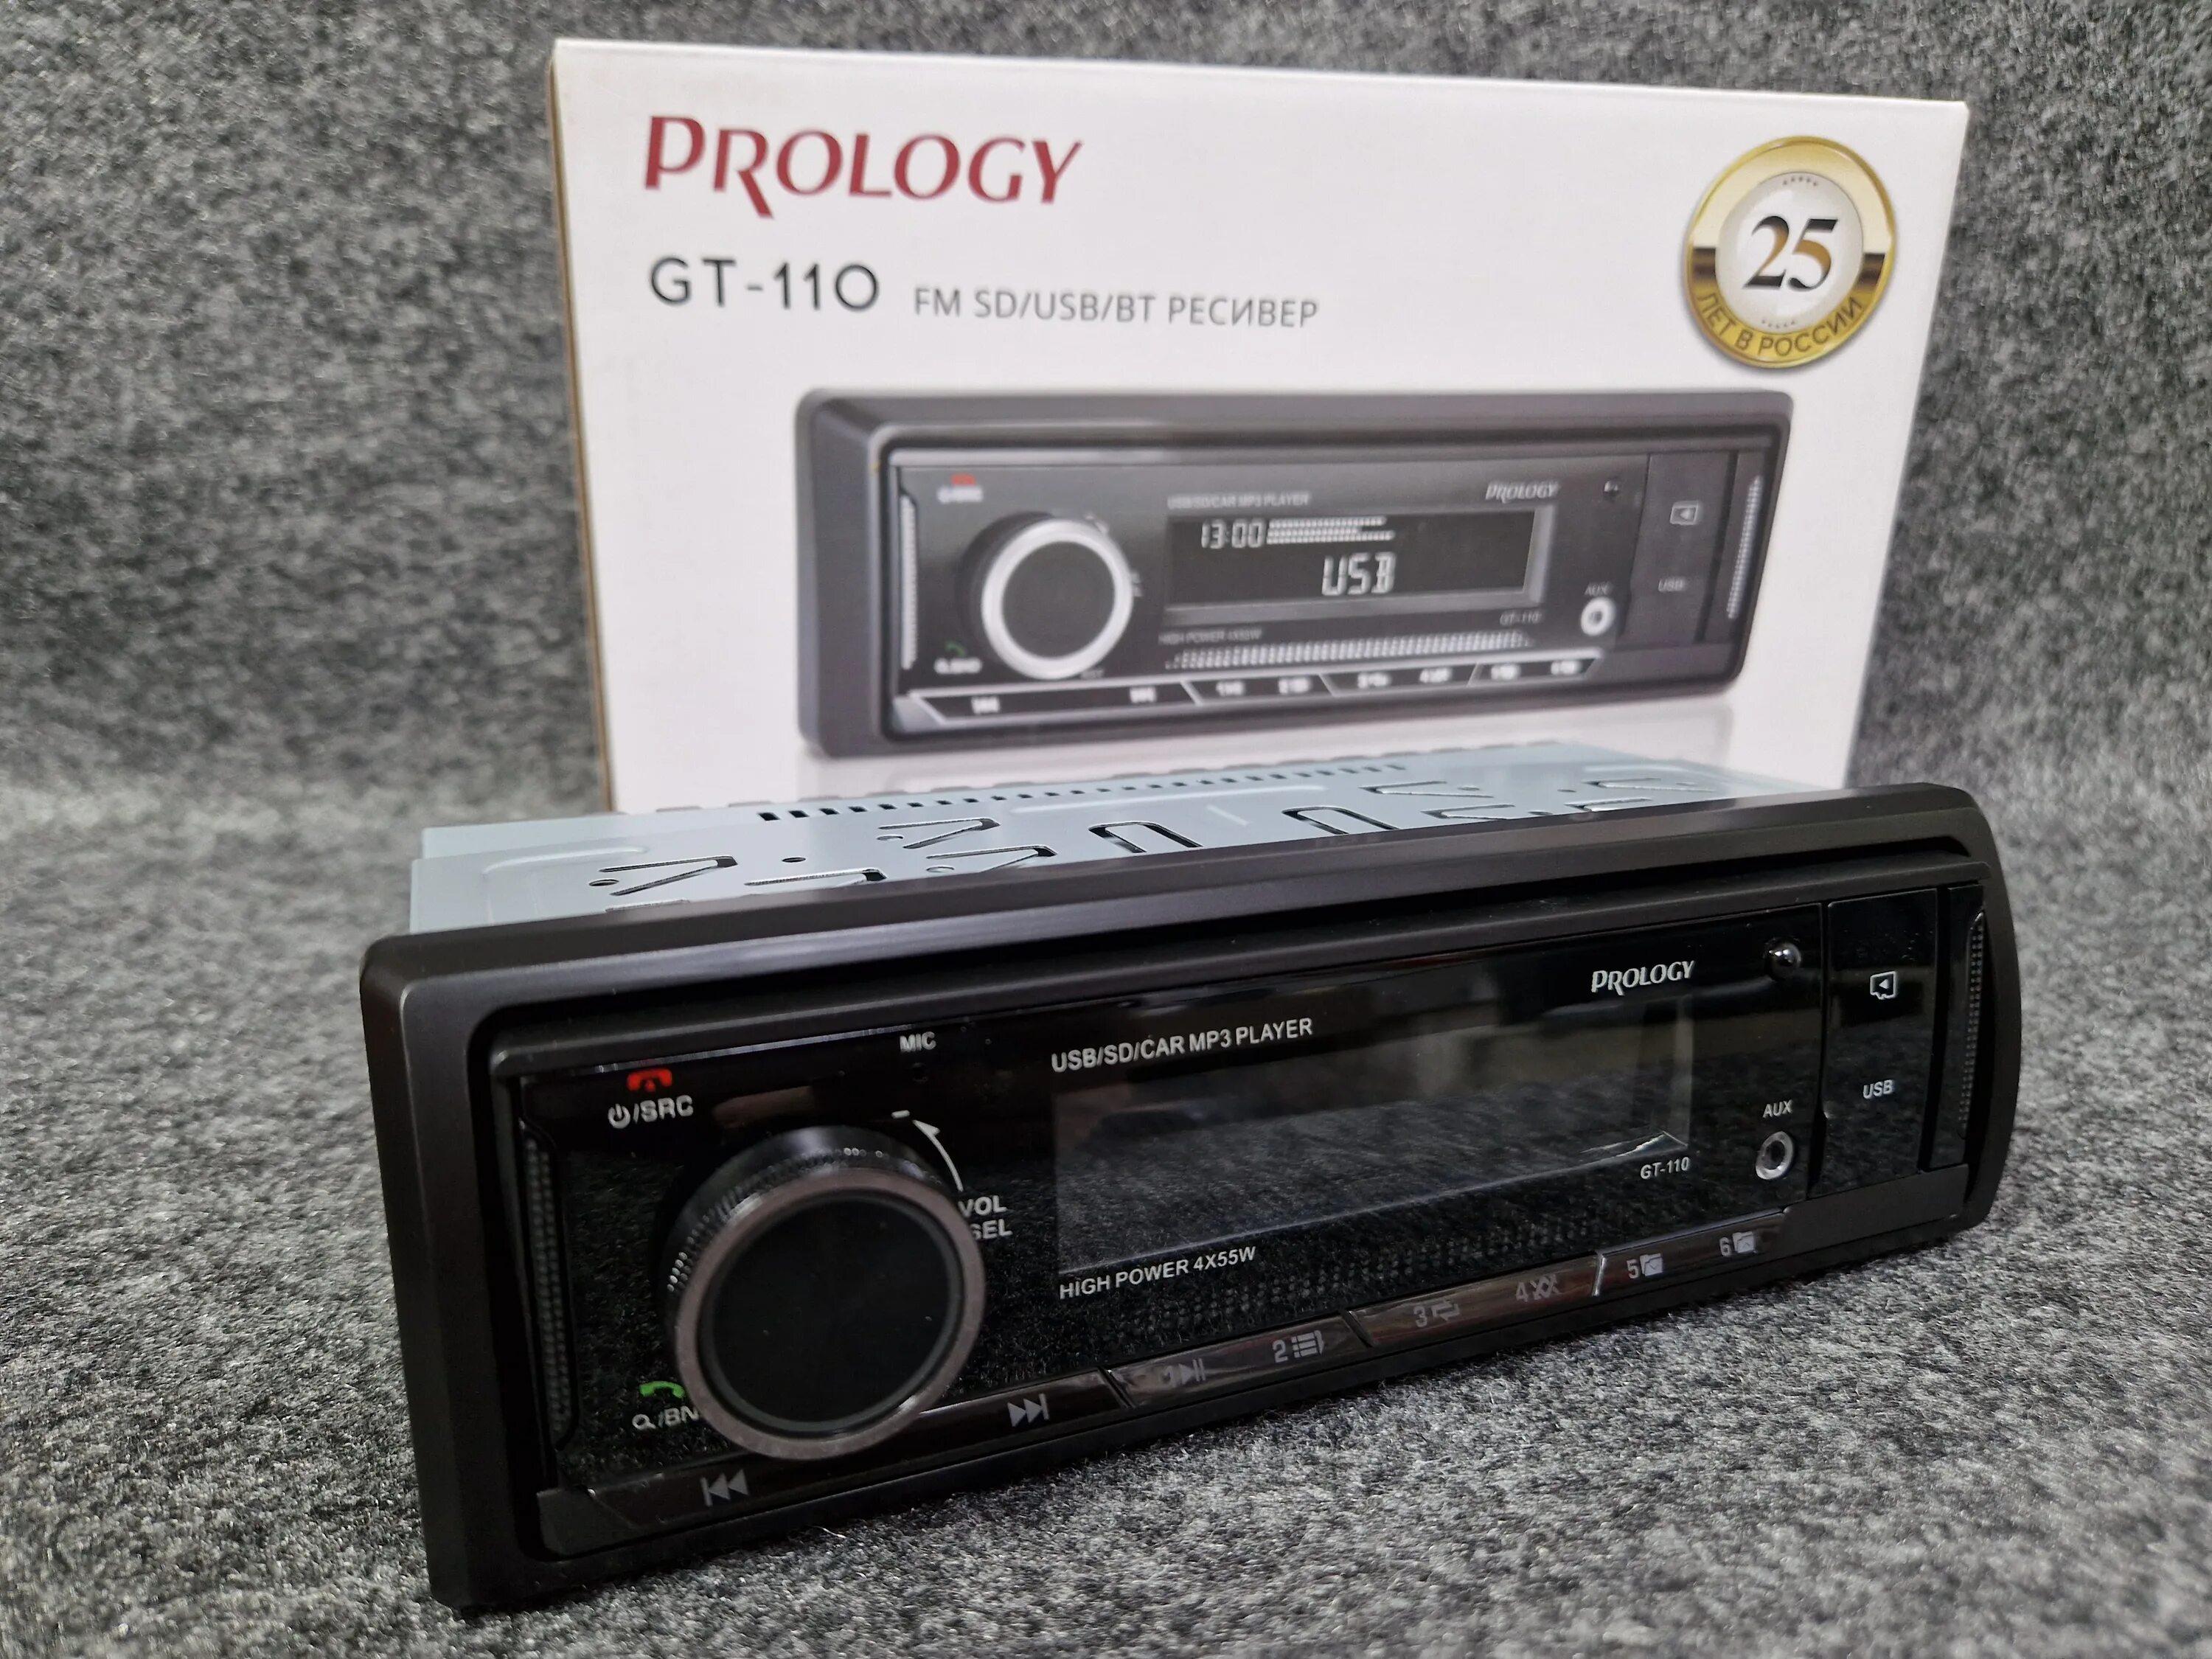 PROLOGY
GT-110 FM SD/USB/BT РЕСИВЕР
25
ЛЕТ В РОССИИ
USB/SD/CAR MP3 PLAYER
PROLOGY
13:00
USB
AUX
USB
GT-110
HIGH POWER 4X55W
PROLOGY
MIC
USB/SD/CAR MP3 PLAYER
/SRC
USB
AUX
VOL
SEL
GT-110
HIGH POWER 4X55W
1 2 3 4 5 6